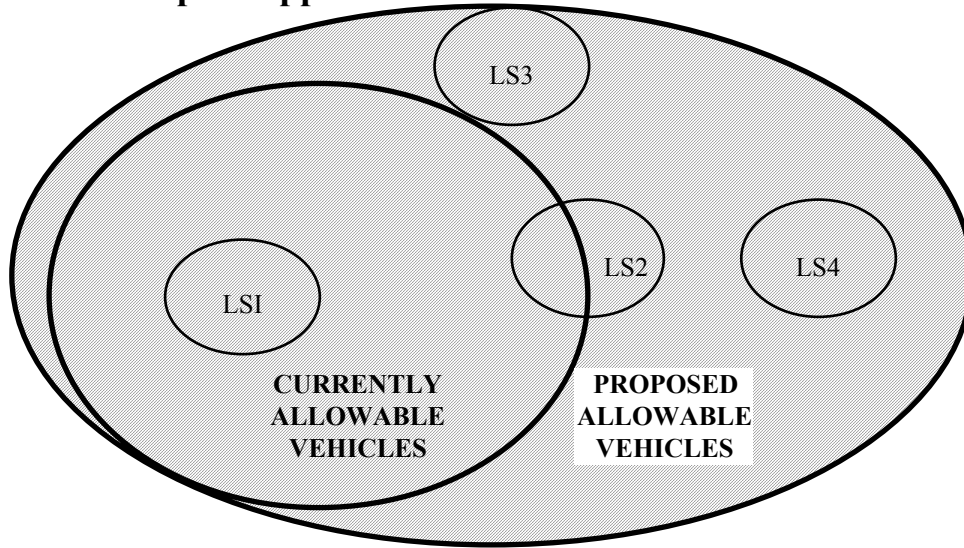 LS3
LS2
LS4
LSI
CURRENTLY
ALLOWABLE
VEHICLES
PROPOSED
ALLOWABLE
VEHICLES